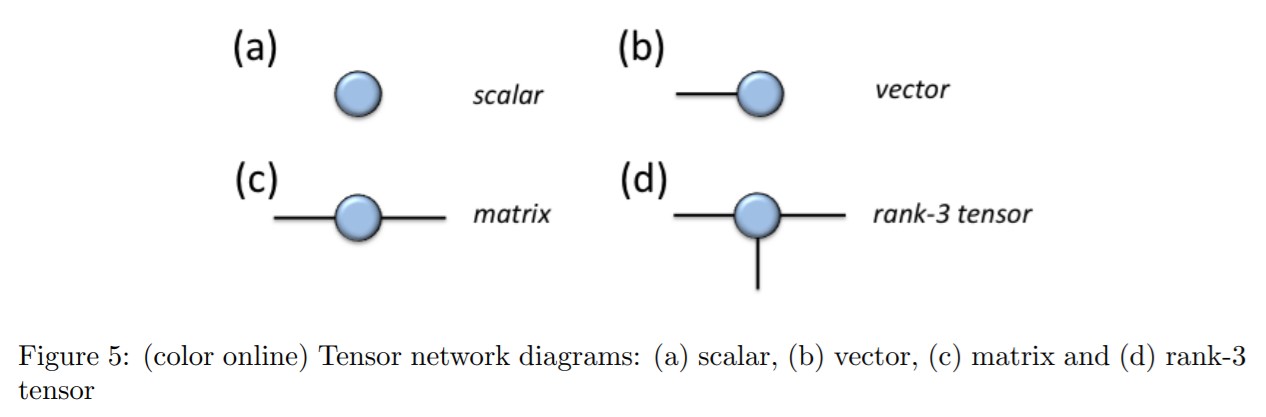 (a)
scalar
(b)
vector
(c)
matrix
(d)
rank-3 tensor
Figure 5: (color online) Tensor network diagrams: (a) scalar, (b) vector, (c) matrix and (d) rank-3
tensor